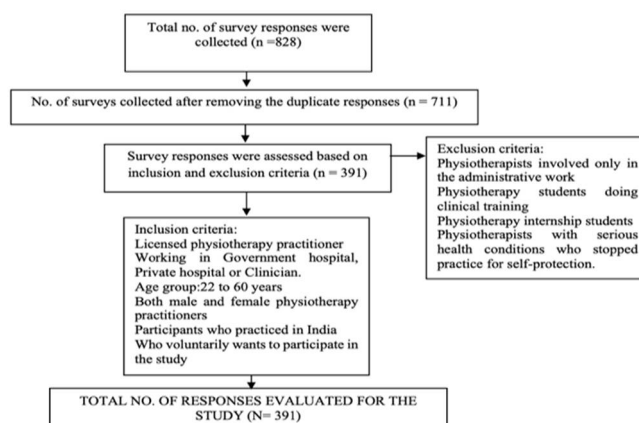 Total no. of survey responses were
collected (n =828)
No. of surveys collected after removing the duplicate responses (n = 711)
Survey responses were assessed based on
inclusion and exclusion criteria (n = 391)
Exclusion criteria:
Physiotherapists involved only in
the administrative work
Physiotherapy students doing
clinical training
Physiotherapy internship students
Physiotherapists with serious
health conditions who stopped
practice for self-protection.
Inclusion criteria:
Licensed physiotherapy practitioner
Working in Government hospital,
Private hospital or Clinician.
Age group:22 to 60 years
Both male and female physiotherapy
practitioners
Participants who practiced in India
Who voluntarily wants to participate in
the study
TOTAL NO. OF RESPONSES EVALUATED FOR THE
STUDY (N= 391)